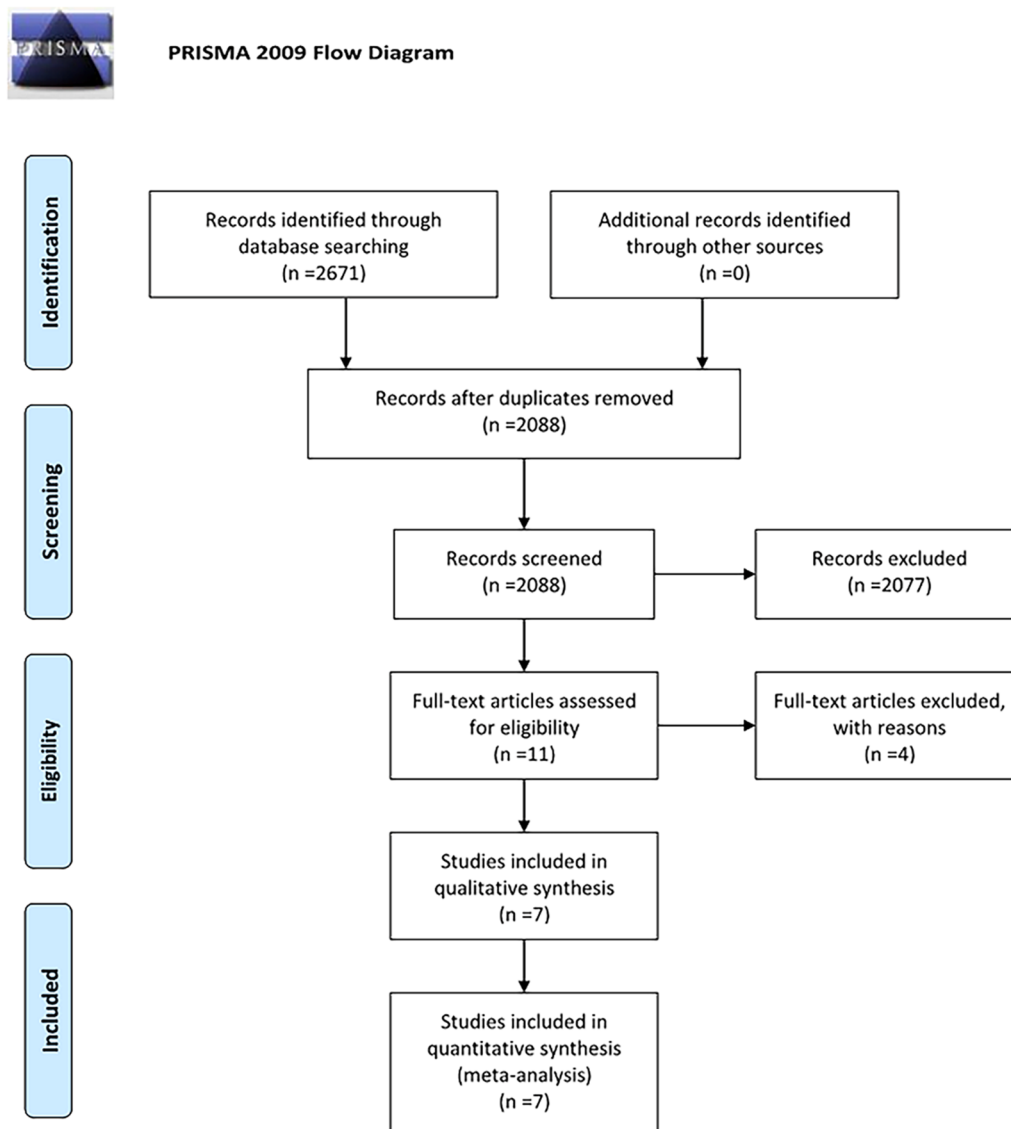 PRISMA
PRISMA 2009 Flow Diagram
Identification
Records identified through
database searching
(n =2671)
Additional records identified
through other sources
(n =0)
Records after duplicates removed
(n =2088)
Screening
Records screened
(n =2088)
Records excluded
(n =2077)
Eligibility
Full-text articles assessed
for eligibility
(n =11)
Full-text articles excluded,
with reasons
(n =4)
Studies included in
qualitative synthesis
(n =7)
Included
Studies included in
quantitative synthesis
(meta-analysis)
(n =7)